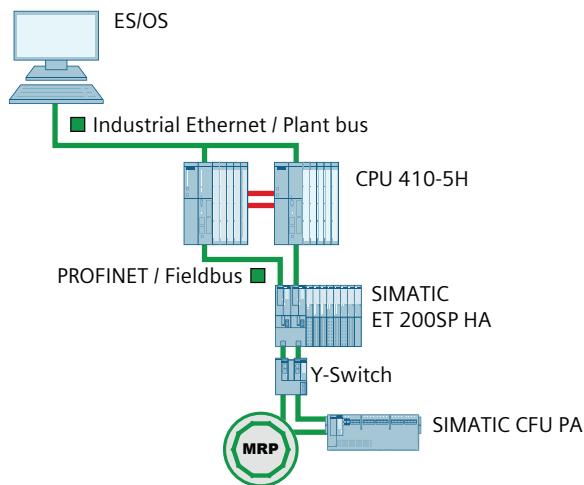 ES/OS
Industrial Ethernet / Plant bus
CPU 410-5H
PROFINET / Fieldbus
SIMATIC
ET 200SP HA
Y-Switch
SIMATIC CFU PA
MRP